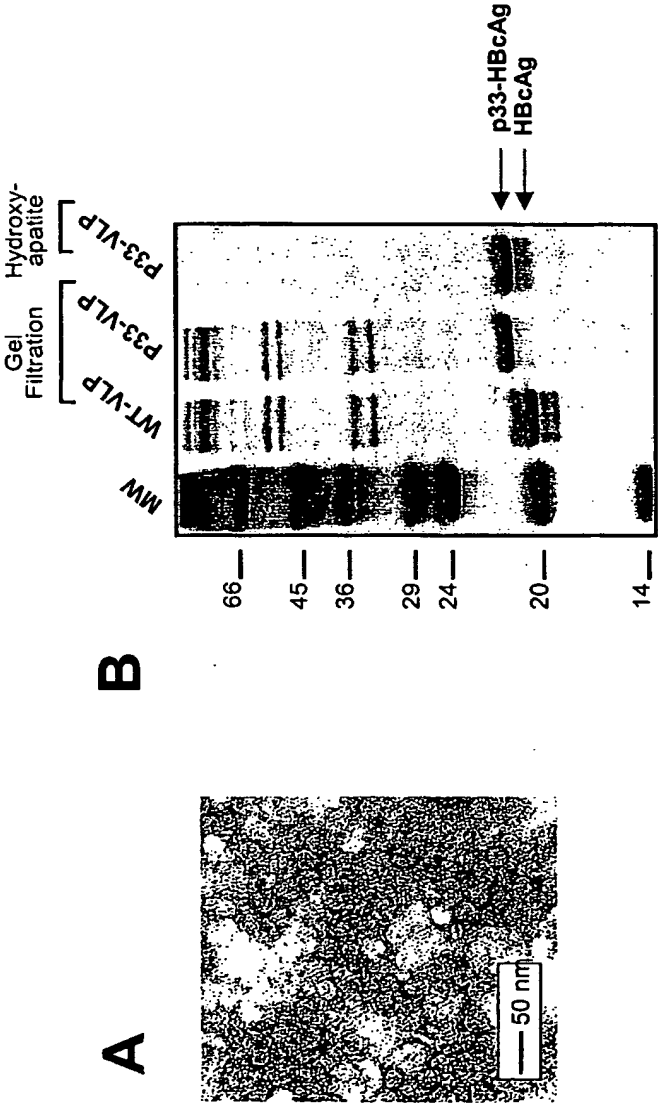 A
50 nm
B
Gel
Filtration
Hydroxy-
apatite
MW
WT-VLP
P33-VLP
P33-VLP
66
45
36
29
24
20
14
p33-HBcAg
HBcAg